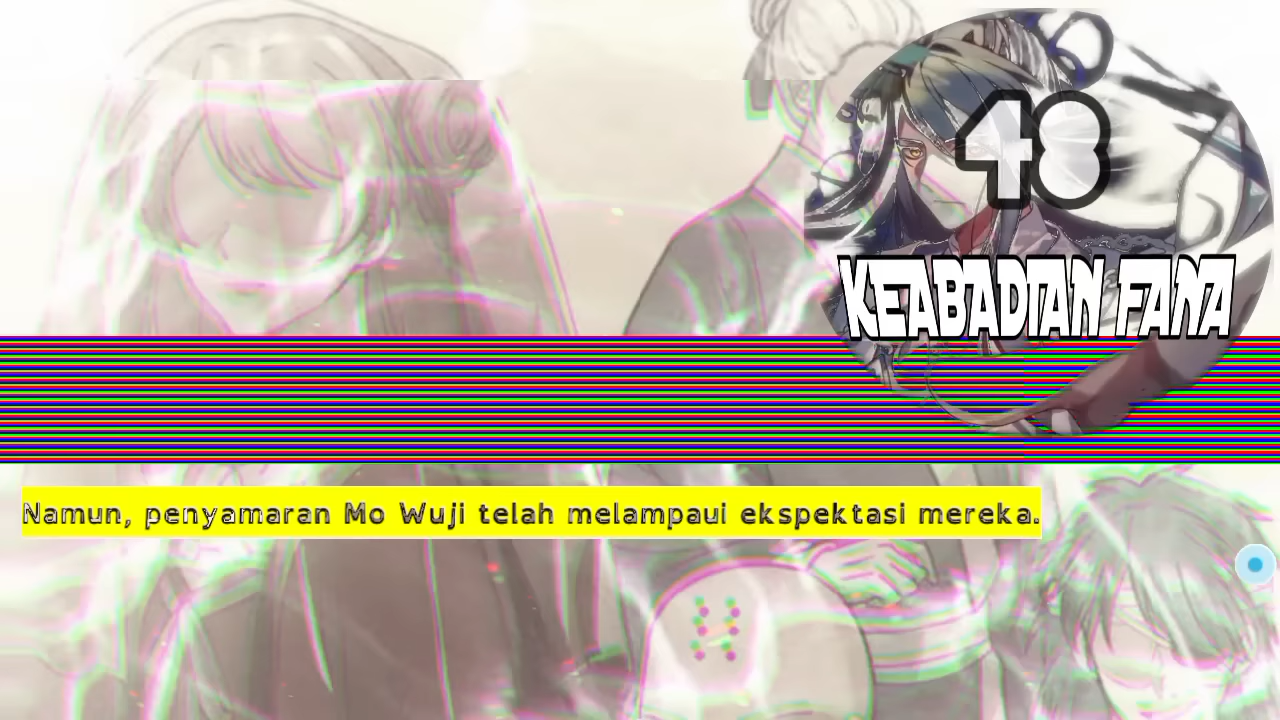 48
KEABADIAN FANA
Namun, penyamaran Mo Wuji telah melampaui ekspektasi mereka.